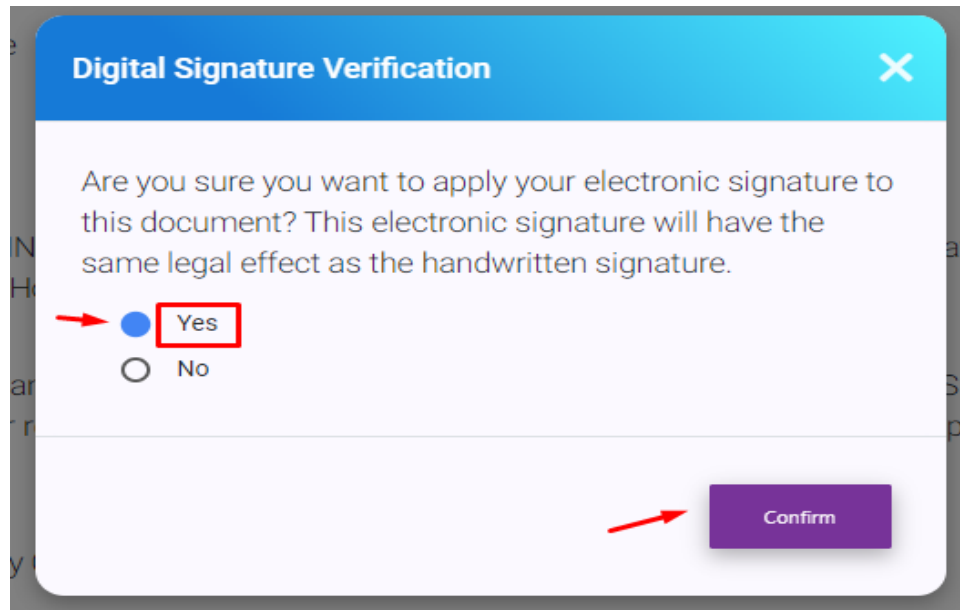 Digital Signature Verification
Are you sure you want to apply your electronic signature to
this document? This electronic signature will have the
same legal effect as the handwritten signature.
Yes
No
Confirm